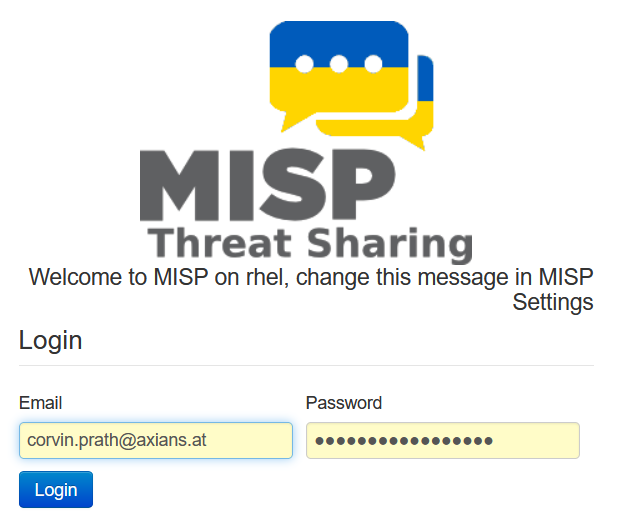 MISP
Threat Sharing
Welcome to MISP on rhel, change this message in MISP
Settings
Login
Email
Password
corvin.prath@axians.at
●●●●●●●●●●●●●●●●●
Login